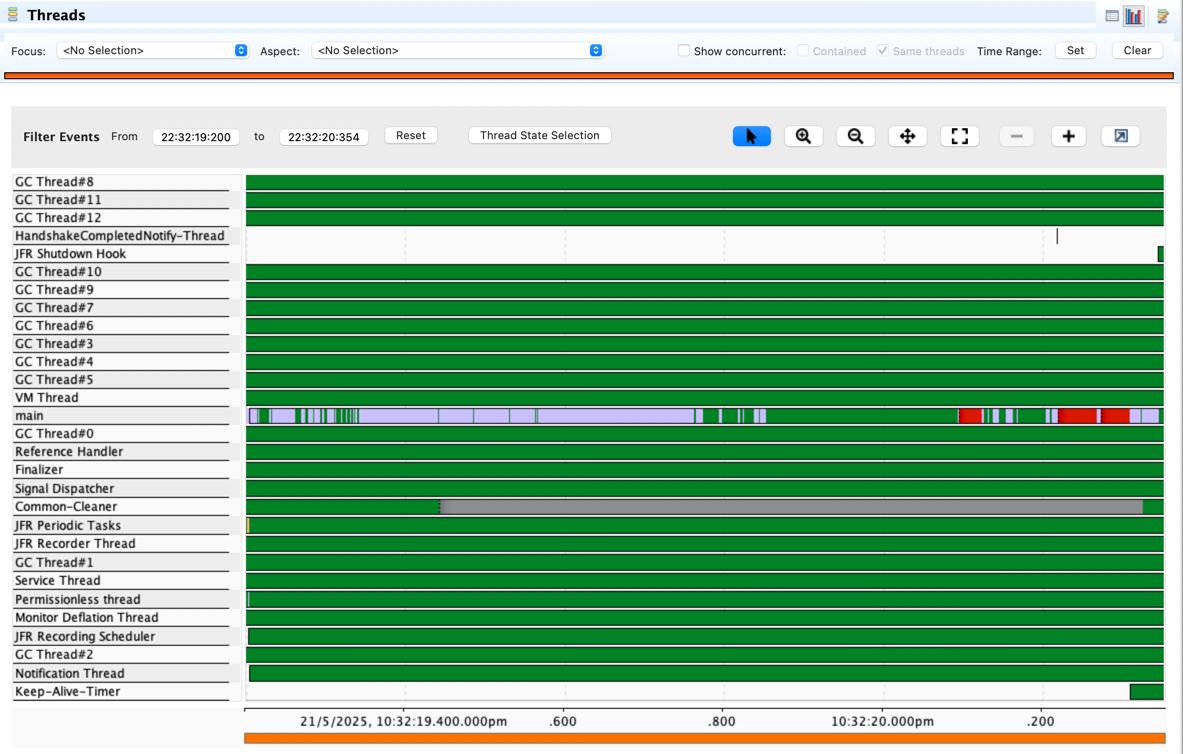 Threads
Focus: <No Selection> Aspect: <No Selection> Show concurrent: Contained Same threads Time Range: Set Clear
Filter Events From 22:32:19:200 to 22:32:20:354 Reset Thread State Selection
GC Thread#8
GC Thread#11
GC Thread#12
HandshakeCompletedNotify-Thread
JFR Shutdown Hook
GC Thread#10
GC Thread#9
GC Thread#7
GC Thread#6
GC Thread#3
GC Thread#4
GC Thread#5
VM Thread
main
GC Thread#0
Reference Handler
Finalizer
Signal Dispatcher
Common-Cleaner
JFR Periodic Tasks
JFR Recorder Thread
GC Thread#1
Service Thread
Permissionless thread
Monitor Deflation Thread
JFR Recording Scheduler
GC Thread#2
Notification Thread
Keep-Alive-Timer
21/5/2025, 10:32:19.400.000pm .600 .800 10:32:20.000pm .200